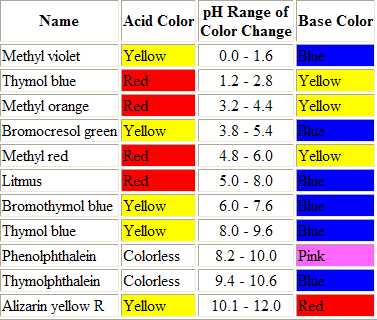 Name Acid Color pH Range of Color Change Base Color
Methyl violet Yellow 0.0 - 1.6 Blue
Thymol blue Red 1.2 - 2.8 Yellow
Methyl orange Red 3.2 - 4.4 Yellow
Bromocresol green Yellow 3.8 - 5.4 Blue
Methyl red Red 4.8 - 6.0 Yellow
Litmus Red 5.0 - 8.0 Blue
Bromothymol blue Yellow 6.0 - 7.6 Blue
Thymol blue Yellow 8.0 - 9.6 Blue
Phenolphthalein Colorless 8.2 - 10.0 Pink
Thymolphthalein Colorless 9.4 - 10.6 Blue
Alizarin yellow R Yellow 10.1 - 12.0 Red